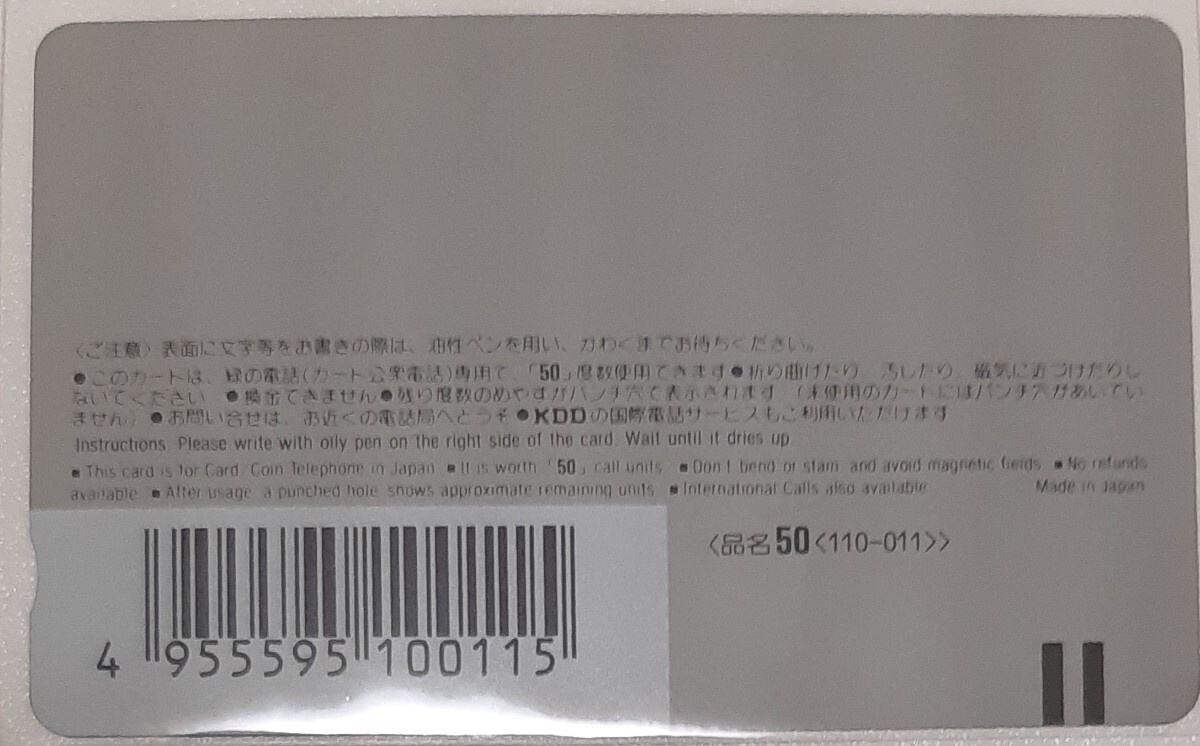 〈ご注意〉表面に文字等をお書きの際は、油性ペンを用い、かわくまでお待ちください。
●このカードは、緑の電話(カード公衆電話)専用で、「50」度数使用できます●折り曲げたり、汚したり、磁気に近づけたりし
ないでください ●換金できません●残り度数のめやすがパンチ穴で表示されます（未使用のカードにはパンチ穴があいてい
ません）●お問い合せは、お近くの電話局へどうぞ●KDDの国際電話サービスもご利用いただけます
Instructions Please write with oily pen on the right side of the card. Wait until it dries up.
■This card is for Card Coin Telephone in Japan ■It is worth「50」call units ■Don't bend or stain and avoid magnetic fields ■No refunds
available ■After usage a punched hole shows approximate remaining units ■International Calls also available Made in Japan
〈品名50<110-011>〉
4 955595 100115